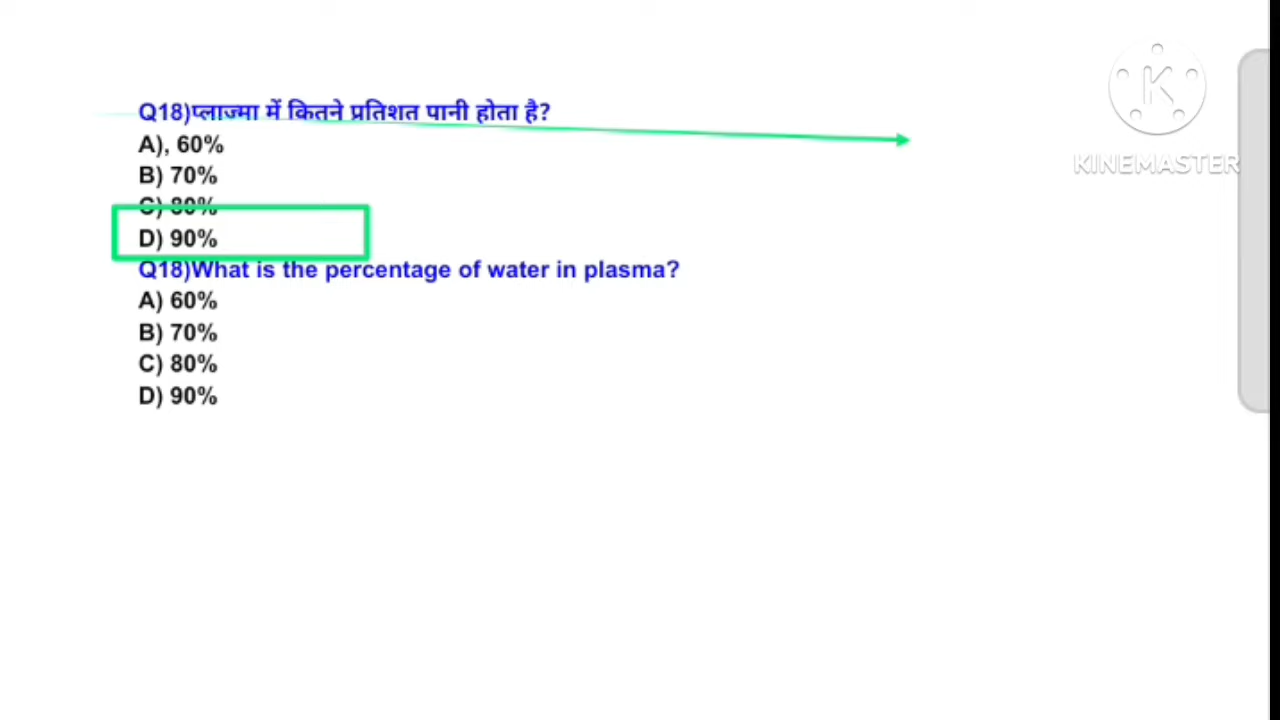 Q18)प्लाज्मा में कितने प्रतिशत पानी होता है?
A), 60%
B) 70%
C) 80%
D) 90%
Q18)What is the percentage of water in plasma?
A) 60%
B) 70%
C) 80%
D) 90%
K
KINEMASTER